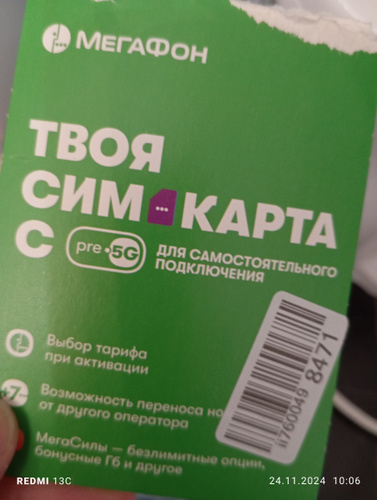 МЕГАФОН
ТВОЯ
СИМ КАРТА
С pre•5G ДЛЯ САМОСТОЯТЕЛЬНОГО
ПОДКЛЮЧЕНИЯ
Выбор тарифа
при активации
Возможность переноса но
от другого оператора
МегаСилы — безлимитные опции,
бонусные Гб и другое
8471
REDMI 13C
24.11.2024 10:06